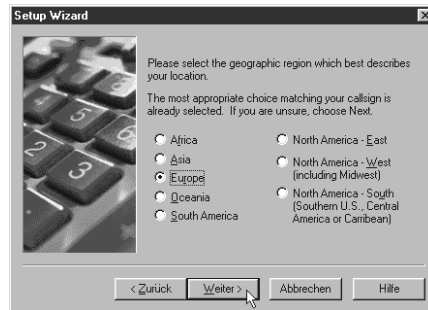 Setup Wizard
Please select the geographic region which best describes
your location.
The most appropriate choice matching your callsign is
already selected. If you are unsure, choose Next.
Africa
Asia
Europe
Oceania
South America
North America - East
North America - West
(including Midwest)
North America - South
(Southern U.S., Central
America or Carribean)
< Zurück
Weiter >
Abbrechen
Hilfe